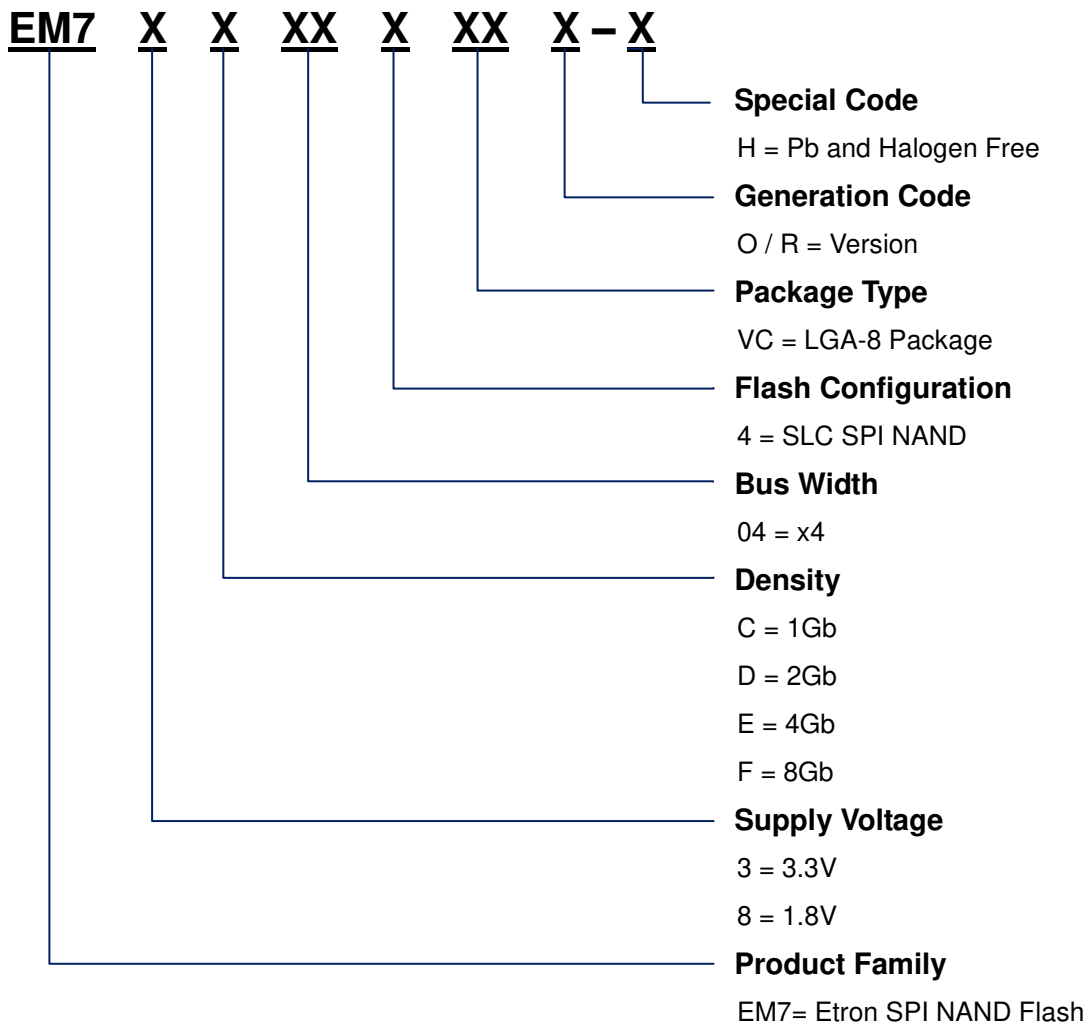 EM7 X X XX X XX X – X
Special Code
H = Pb and Halogen Free
Generation Code
O / R = Version
Package Type
VC = LGA-8 Package
Flash Configuration
4 = SLC SPI NAND
Bus Width
04 = x4
Density
C = 1Gb
D = 2Gb
E = 4Gb
F = 8Gb
Supply Voltage
3 = 3.3V
8 = 1.8V
Product Family
EM7= Etron SPI NAND Flash